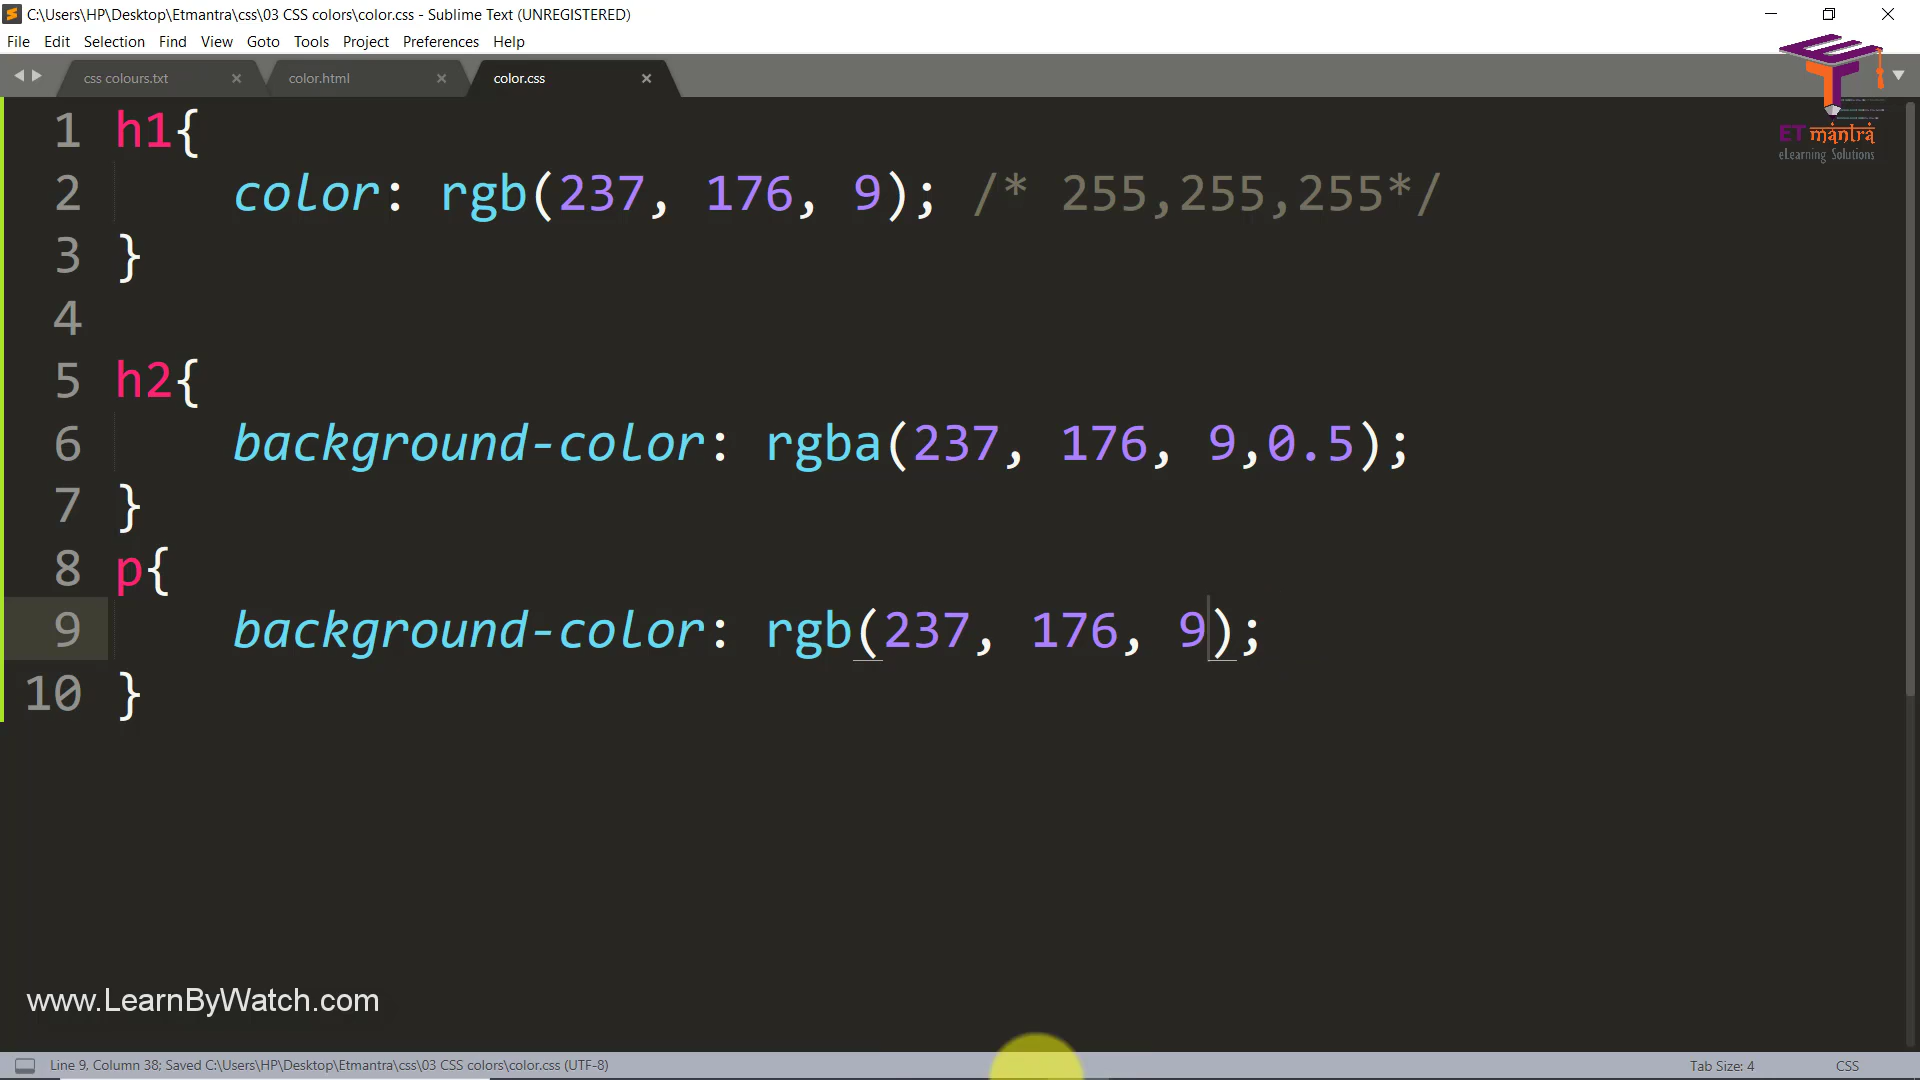 C:\Users\HP\Desktop\Etmantra\css\03 CSS colors\color.css - Sublime Text (UNREGISTERED)
File Edit Selection Find View Goto Tools Project Preferences Help
css colours.txt color.html color.css
1 h1{
2 color: rgb(237, 176, 9); /* 255,255,255*/
3 }
4
5 h2{
6 background-color: rgba(237, 176, 9,0.5);
7 }
8 p{
9 background-color: rgb(237, 176, 9);
10 }
ET मंत्रा
eLearning Solutions
www.LearnByWatch.com
Line 9, Column 38; Saved C:\Users\HP\Desktop\Etmantra\css\03 CSS colors\color.css (UTF-8) Tab Size: 4 CSS